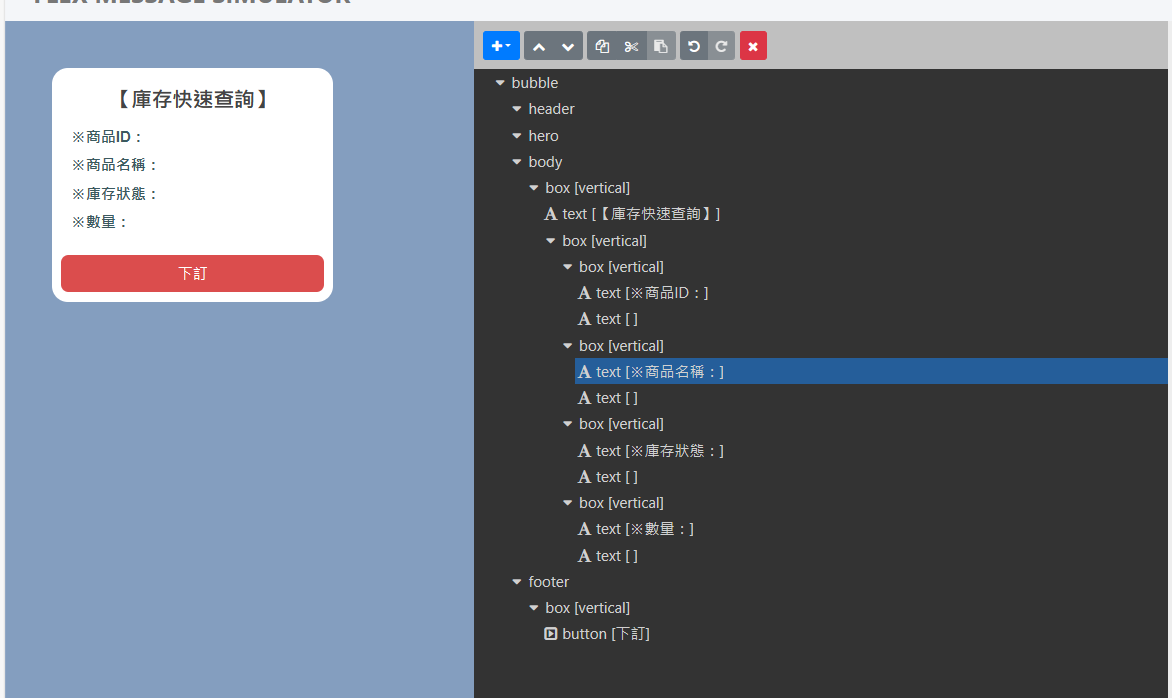 FLEX MESSAGE SIMULATOR
【庫存快速查詢】
※商品ID：
※商品名稱：
※庫存狀態：
※數量：
下訂
bubble
header
hero
body
box [vertical]
text [【庫存快速查詢】]
box [vertical]
box [vertical]
text [※商品ID：]
text [ ]
box [vertical]
text [※商品名稱：]
text [ ]
box [vertical]
text [※庫存狀態：]
text [ ]
box [vertical]
text [※數量：]
text [ ]
footer
box [vertical]
button [下訂]